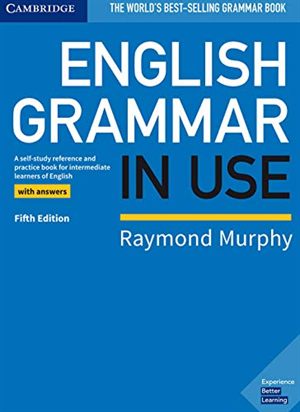 CAMBRIDGE
THE WORLD'S BEST-SELLING GRAMMAR BOOK
ENGLISH
GRAMMAR
IN USE
A self-study reference and
practice book for intermediate
learners of English
with answers
Fifth Edition
Raymond Murphy
Experience
Better
Learning